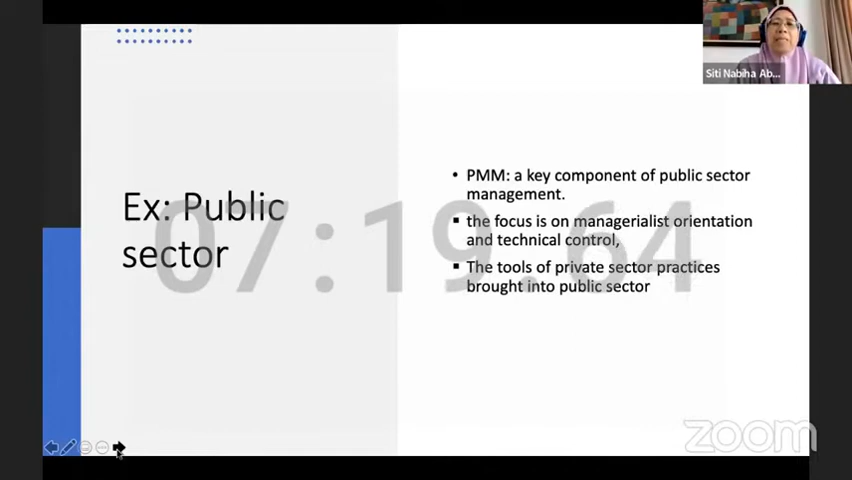 Siti Nabiha Ab...
Ex: Public
sector
• PMM: a key component of public sector
management.
▪ the focus is on managerialist orientation
and technical control,
▪ The tools of private sector practices
brought into public sector
07:19.64
zoom